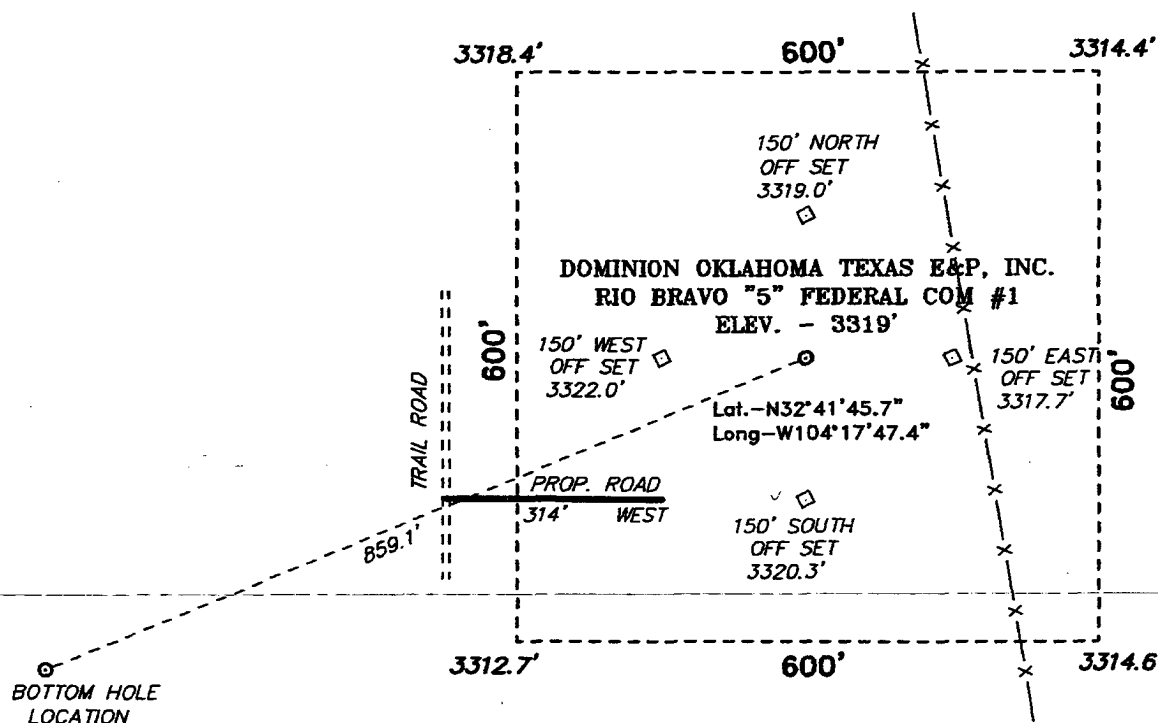 3318.4'
600'
3314.4'
150' NORTH
OFF SET
3319.0'
DOMINION OKLAHOMA TEXAS E&P, INC.
RIO BRAVO "5" FEDERAL COM #1
ELEV. - 3319'
600'
150' WEST
OFF SET
3322.0'
150' EAST
OFF SET
3317.7'
600'
TRAIL ROAD
Lat.-N32°41'45.7"
Long-W104°17'47.4"
PROP. ROAD
314' WEST
859.1'
150' SOUTH
OFF SET
3320.3'
3312.7'
600'
3314.6
BOTTOM HOLE
LOCATION